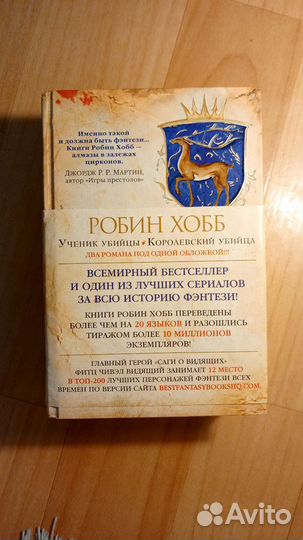 Именно такой
и должна быть фэнтези...
Книги Робин Хобб —
алмазы в залежах
цирконов.
Джордж Р. Р. Мартин,
автор «Игры престолов»
РОБИН ХОББ
Ученик убийцы Королевский убийца
ДВА РОМАНА ПОД ОДНОЙ ОБЛОЖКОЙ!!!
ВСЕМИРНЫЙ БЕСТСЕЛЛЕР
И ОДИН ИЗ ЛУЧШИХ СЕРИАЛОВ
ЗА ВСЮ ИСТОРИЮ ФЭНТЕЗИ!
КНИГИ РОБИН ХОББ ПЕРЕВЕДЕНЫ
БОЛЕЕ ЧЕМ НА 20 ЯЗЫКОВ И РАЗОШЛИСЬ
ТИРАЖОМ БОЛЕЕ 10 МИЛЛИОНОВ
ЭКЗЕМПЛЯРОВ!
ГЛАВНЫЙ ГЕРОЙ «САГИ О ВИДЯЩИХ»
ФИТЦ ЧИВЭЛ ВИДЯЩИЙ ЗАНИМАЕТ 12 МЕСТО
В ТОП-200 ЛУЧШИХ ПЕРСОНАЖЕЙ ФЭНТЕЗИ ВСЕХ
ВРЕМЕН ПО ВЕРСИИ САЙТА BESTFANTASYBOOKSHQ.COM.
Avito